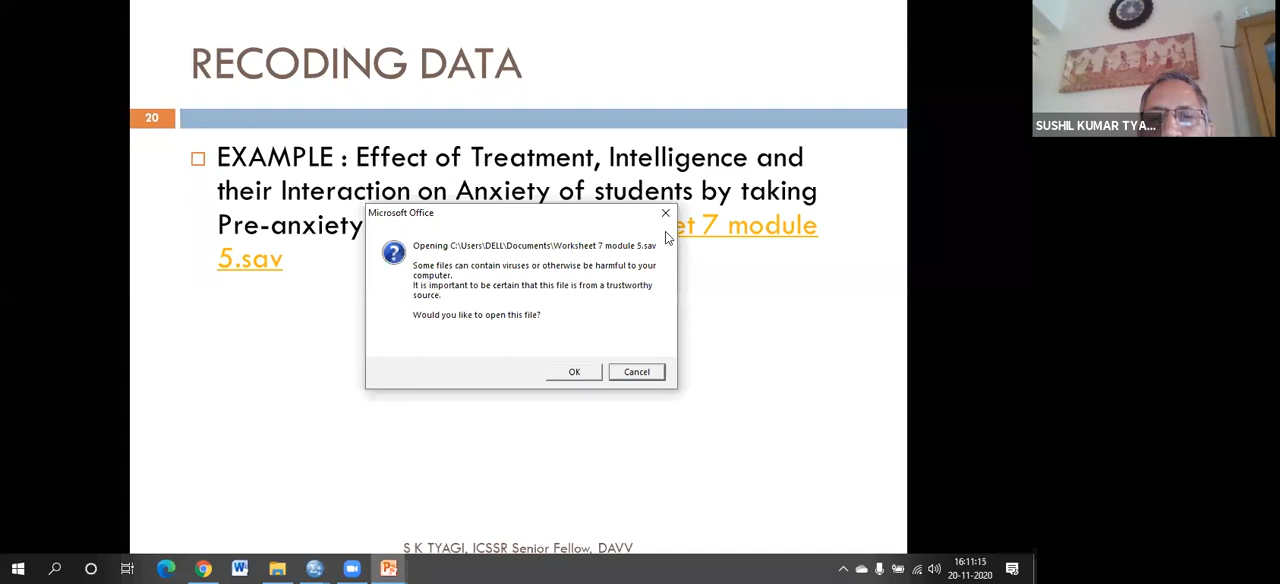 RECODING DATA
20
EXAMPLE : Effect of Treatment, Intelligence and
their Interaction on Anxiety of students by taking
Pre-anxiety et 7 module
5.sav
Microsoft Office
Opening C:\Users\DELL\Documents\Worksheet 7 module 5.sav
Some files can contain viruses or otherwise be harmful to your
computer.
It is important to be certain that this file is from a trustworthy
source.
Would you like to open this file?
OK Cancel
S K TYAGI, ICSSR Senior Fellow, DAVV
SUSHIL KUMAR TYA...
16:11:15
20-11-2020